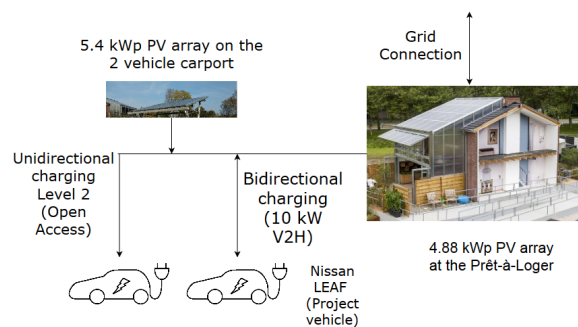 5.4 kWp PV array on the
2 vehicle carport
Grid
Connection
Unidirectional
charging
Level 2
(Open
Access)
Bidirectional
charging
(10 kW
V2H)
Nissan
LEAF
(Project
vehicle)
4.88 kWp PV array
at the Prêt-à-Loger